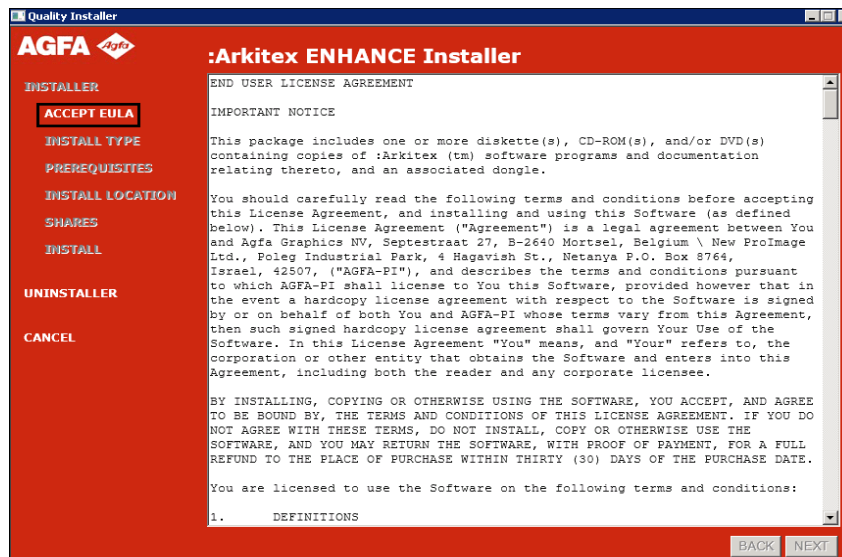 Quality Installer
AGFA Agfa
:Arkitex ENHANCE Installer
INSTALLER
ACCEPT EULA
INSTALL TYPE
PREREQUISITES
INSTALL LOCATION
SHARES
INSTALL
UNINSTALLER
CANCEL
END USER LICENSE AGREEMENT
IMPORTANT NOTICE
This package includes one or more diskette(s), CD-ROM(s), and/or DVD(s)
containing copies of :Arkitex (tm) software programs and documentation
relating thereto, and an associated dongle.
You should carefully read the following terms and conditions before accepting
this License Agreement, and installing and using this Software (as defined
below). This License Agreement ("Agreement") is a legal agreement between You
and Agfa Graphics NV, Septestraat 27, B-2640 Mortsel, Belgium \ New ProImage
Ltd., Poleg Industrial Park, 4 Hagavish St., Netanya P.O. Box 8764,
Israel, 42507, ("AGFA-PI"), and describes the terms and conditions pursuant
to which AGFA-PI shall license to You this Software, provided however that in
the event a hardcopy license agreement with respect to the Software is signed
by or on behalf of both You and AGFA-PI whose terms vary from this Agreement,
then such signed hardcopy license agreement shall govern Your Use of the
Software. In this License Agreement "You" means, and "Your" refers to, the
corporation or other entity that obtains the Software and enters into this
Agreement, including both the reader and any corporate licensee.
BY INSTALLING, COPYING OR OTHERWISE USING THE SOFTWARE, YOU ACCEPT, AND AGREE
TO BE BOUND BY, THE TERMS AND CONDITIONS OF THIS LICENSE AGREEMENT. IF YOU DO
NOT AGREE WITH THESE TERMS, DO NOT INSTALL, COPY OR OTHERWISE USE THE
SOFTWARE, AND YOU MAY RETURN THE SOFTWARE, WITH PROOF OF PAYMENT, FOR A FULL
REFUND TO THE PLACE OF PURCHASE WITHIN THIRTY (30) DAYS OF THE PURCHASE DATE.
You are licensed to use the Software on the following terms and conditions:
1. DEFINITIONS
BACK NEXT